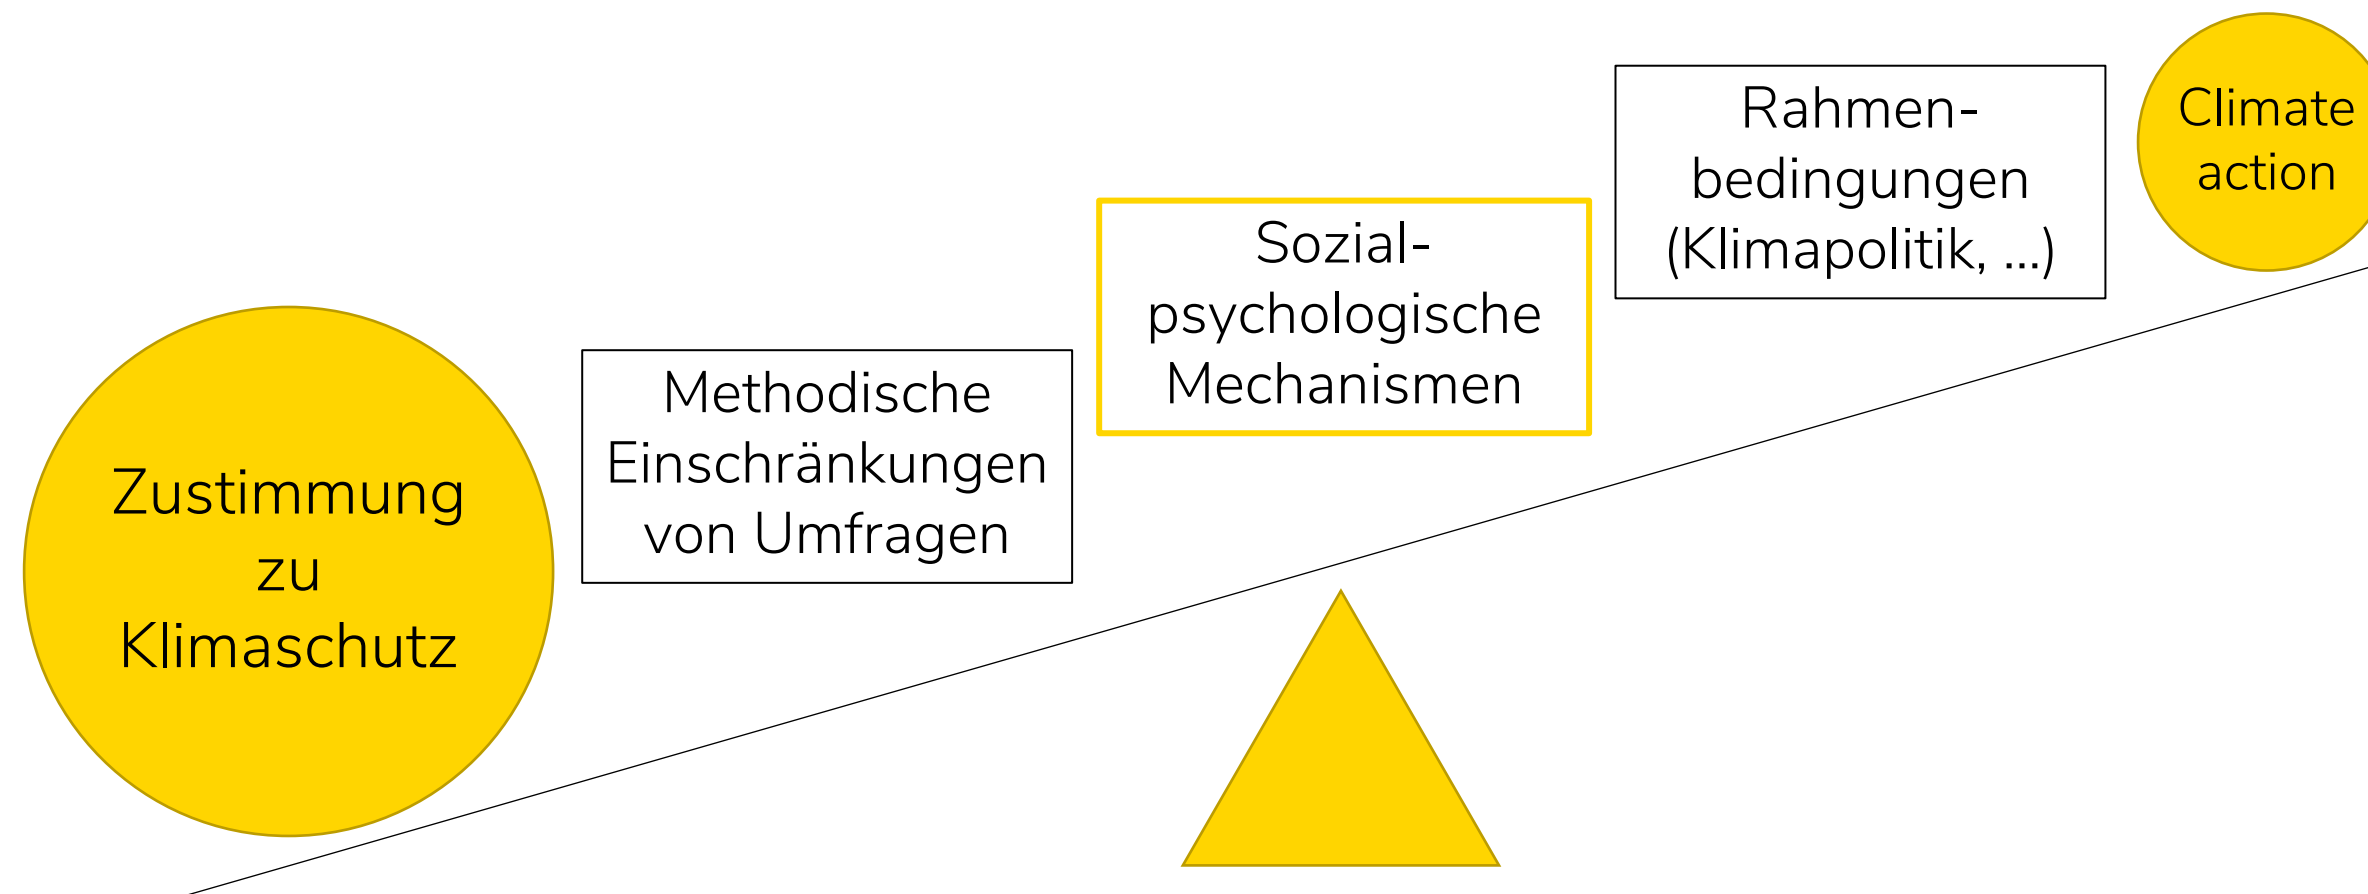 Zustimmung
zu
Klimaschutz
Methodische
Einschränkungen
von Umfragen
Sozial-
psychologische
Mechanismen
Rahmen-
bedingungen
(Klimapolitik, ...)
Climate
action